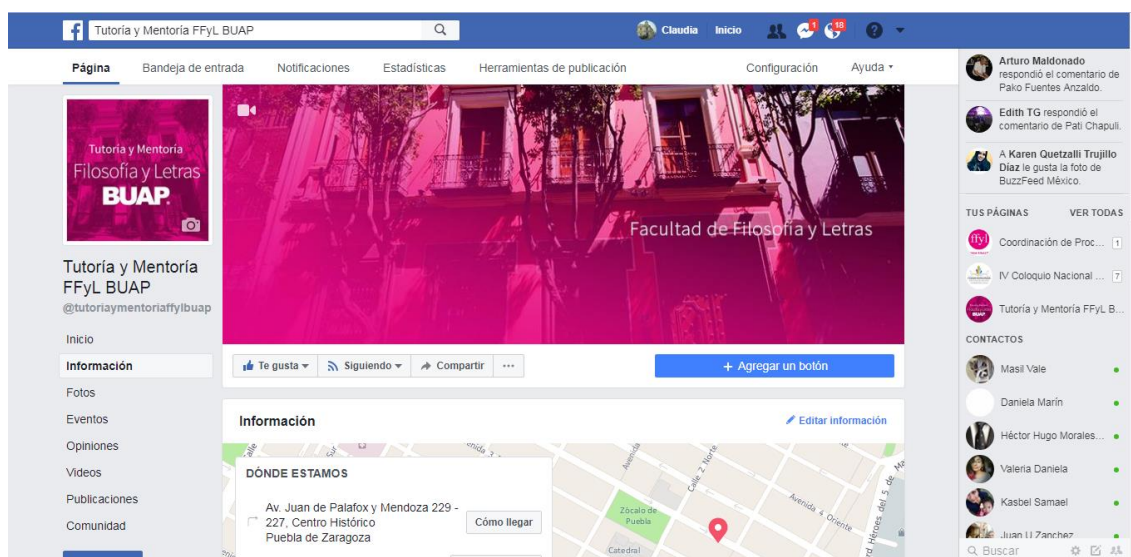 Tutoría y Mentoría FFyL BUAP
Claudia Inicio
1
18
?
Página Bandeja de entrada Notificaciones Estadísticas Herramientas de publicación Configuración Ayuda
Tutoría y Mentoría
Filosofía y Letras
BUAP
Facultad de Filosofía y Letras
Tutoría y Mentoría
FFyL BUAP
@tutoriaymentoriaffylbuap
Inicio
Información
Fotos
Eventos
Opiniones
Videos
Publicaciones
Comunidad
Te gusta Siguiendo Compartir ...
+ Agregar un botón
Información
Editar información
DÓNDE ESTAMOS
Av. Juan de Palafox y Mendoza 229 -
227, Centro Histórico
Puebla de Zaragoza
Cómo llegar
Calle 2 Norte
Avenida 4 Oriente
Zócalo de
Puebla
Catedral
Héroes del 5 de
Arturo Maldonado
respondió el comentario de
Pako Fuentes Anzaldo.
Edith TG respondió el
comentario de Pati Chapuli.
A Karen Quetzalli Trujillo
Díaz le gusta la foto de
BuzzFeed México.
TUS PÁGINAS VER TODAS
ffyl
Coordinación de Proc... 1
IV Coloquio Nacional ... 7
Tutoría y Mentoría FFyL B...
CONTACTOS
Masil Vale
Daniela Marín
Héctor Hugo Morales...
Valeria Daniela
Kasbel Samael
Juan U Zanchez
Buscar